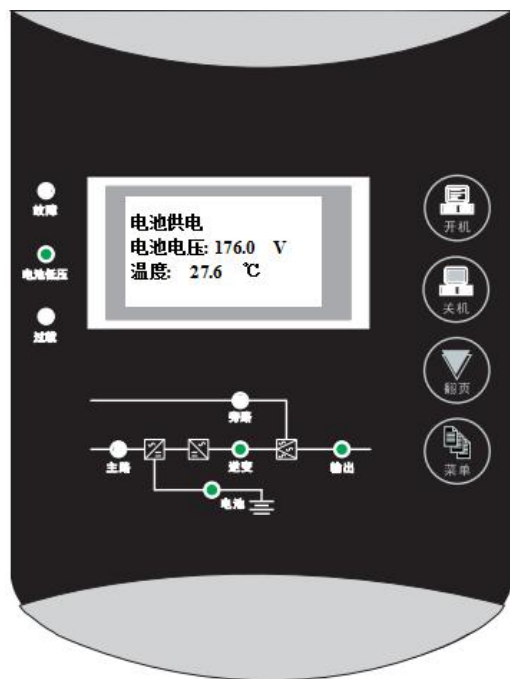 电池供电
电池电压: 176.0 V
温度: 27.6 ℃
故障
电池低压
过载
开机
关机
翻页
菜单
旁路
主路
逆变
输出
电池